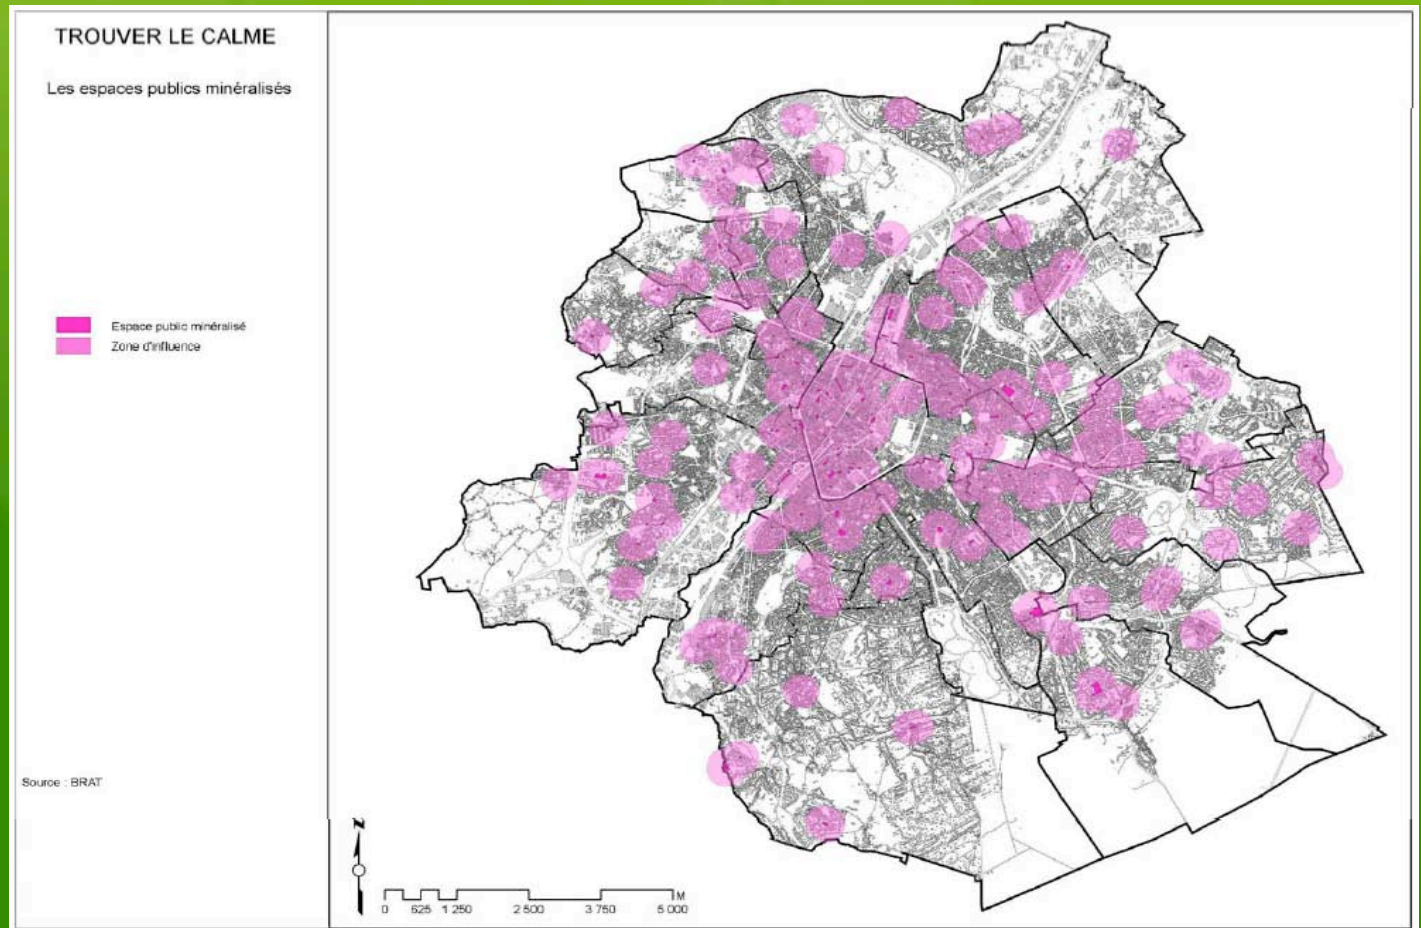 TROUVER LE CALME
Les espaces publics minéralisés
Espace public minéralisé
Zone d'influence
Source : BRAT
N
M
0 625 1 250 2 500 3 750 5 000